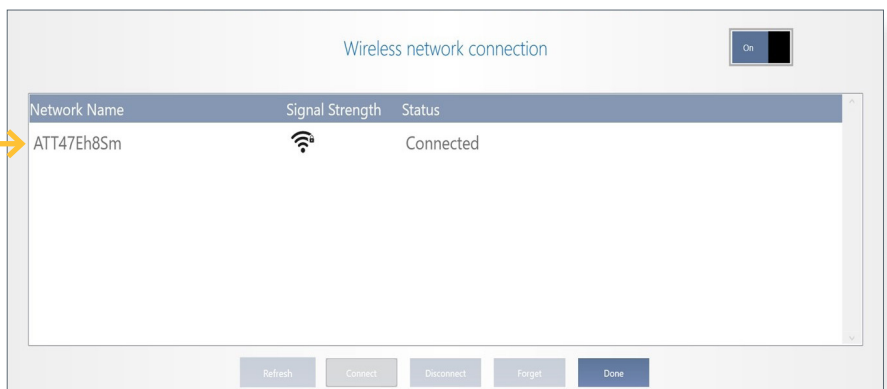 Wireless network connection
On
Network Name Signal Strength Status
ATT47Eh8Sm Connected
Refresh Connect Disconnect Forget Done